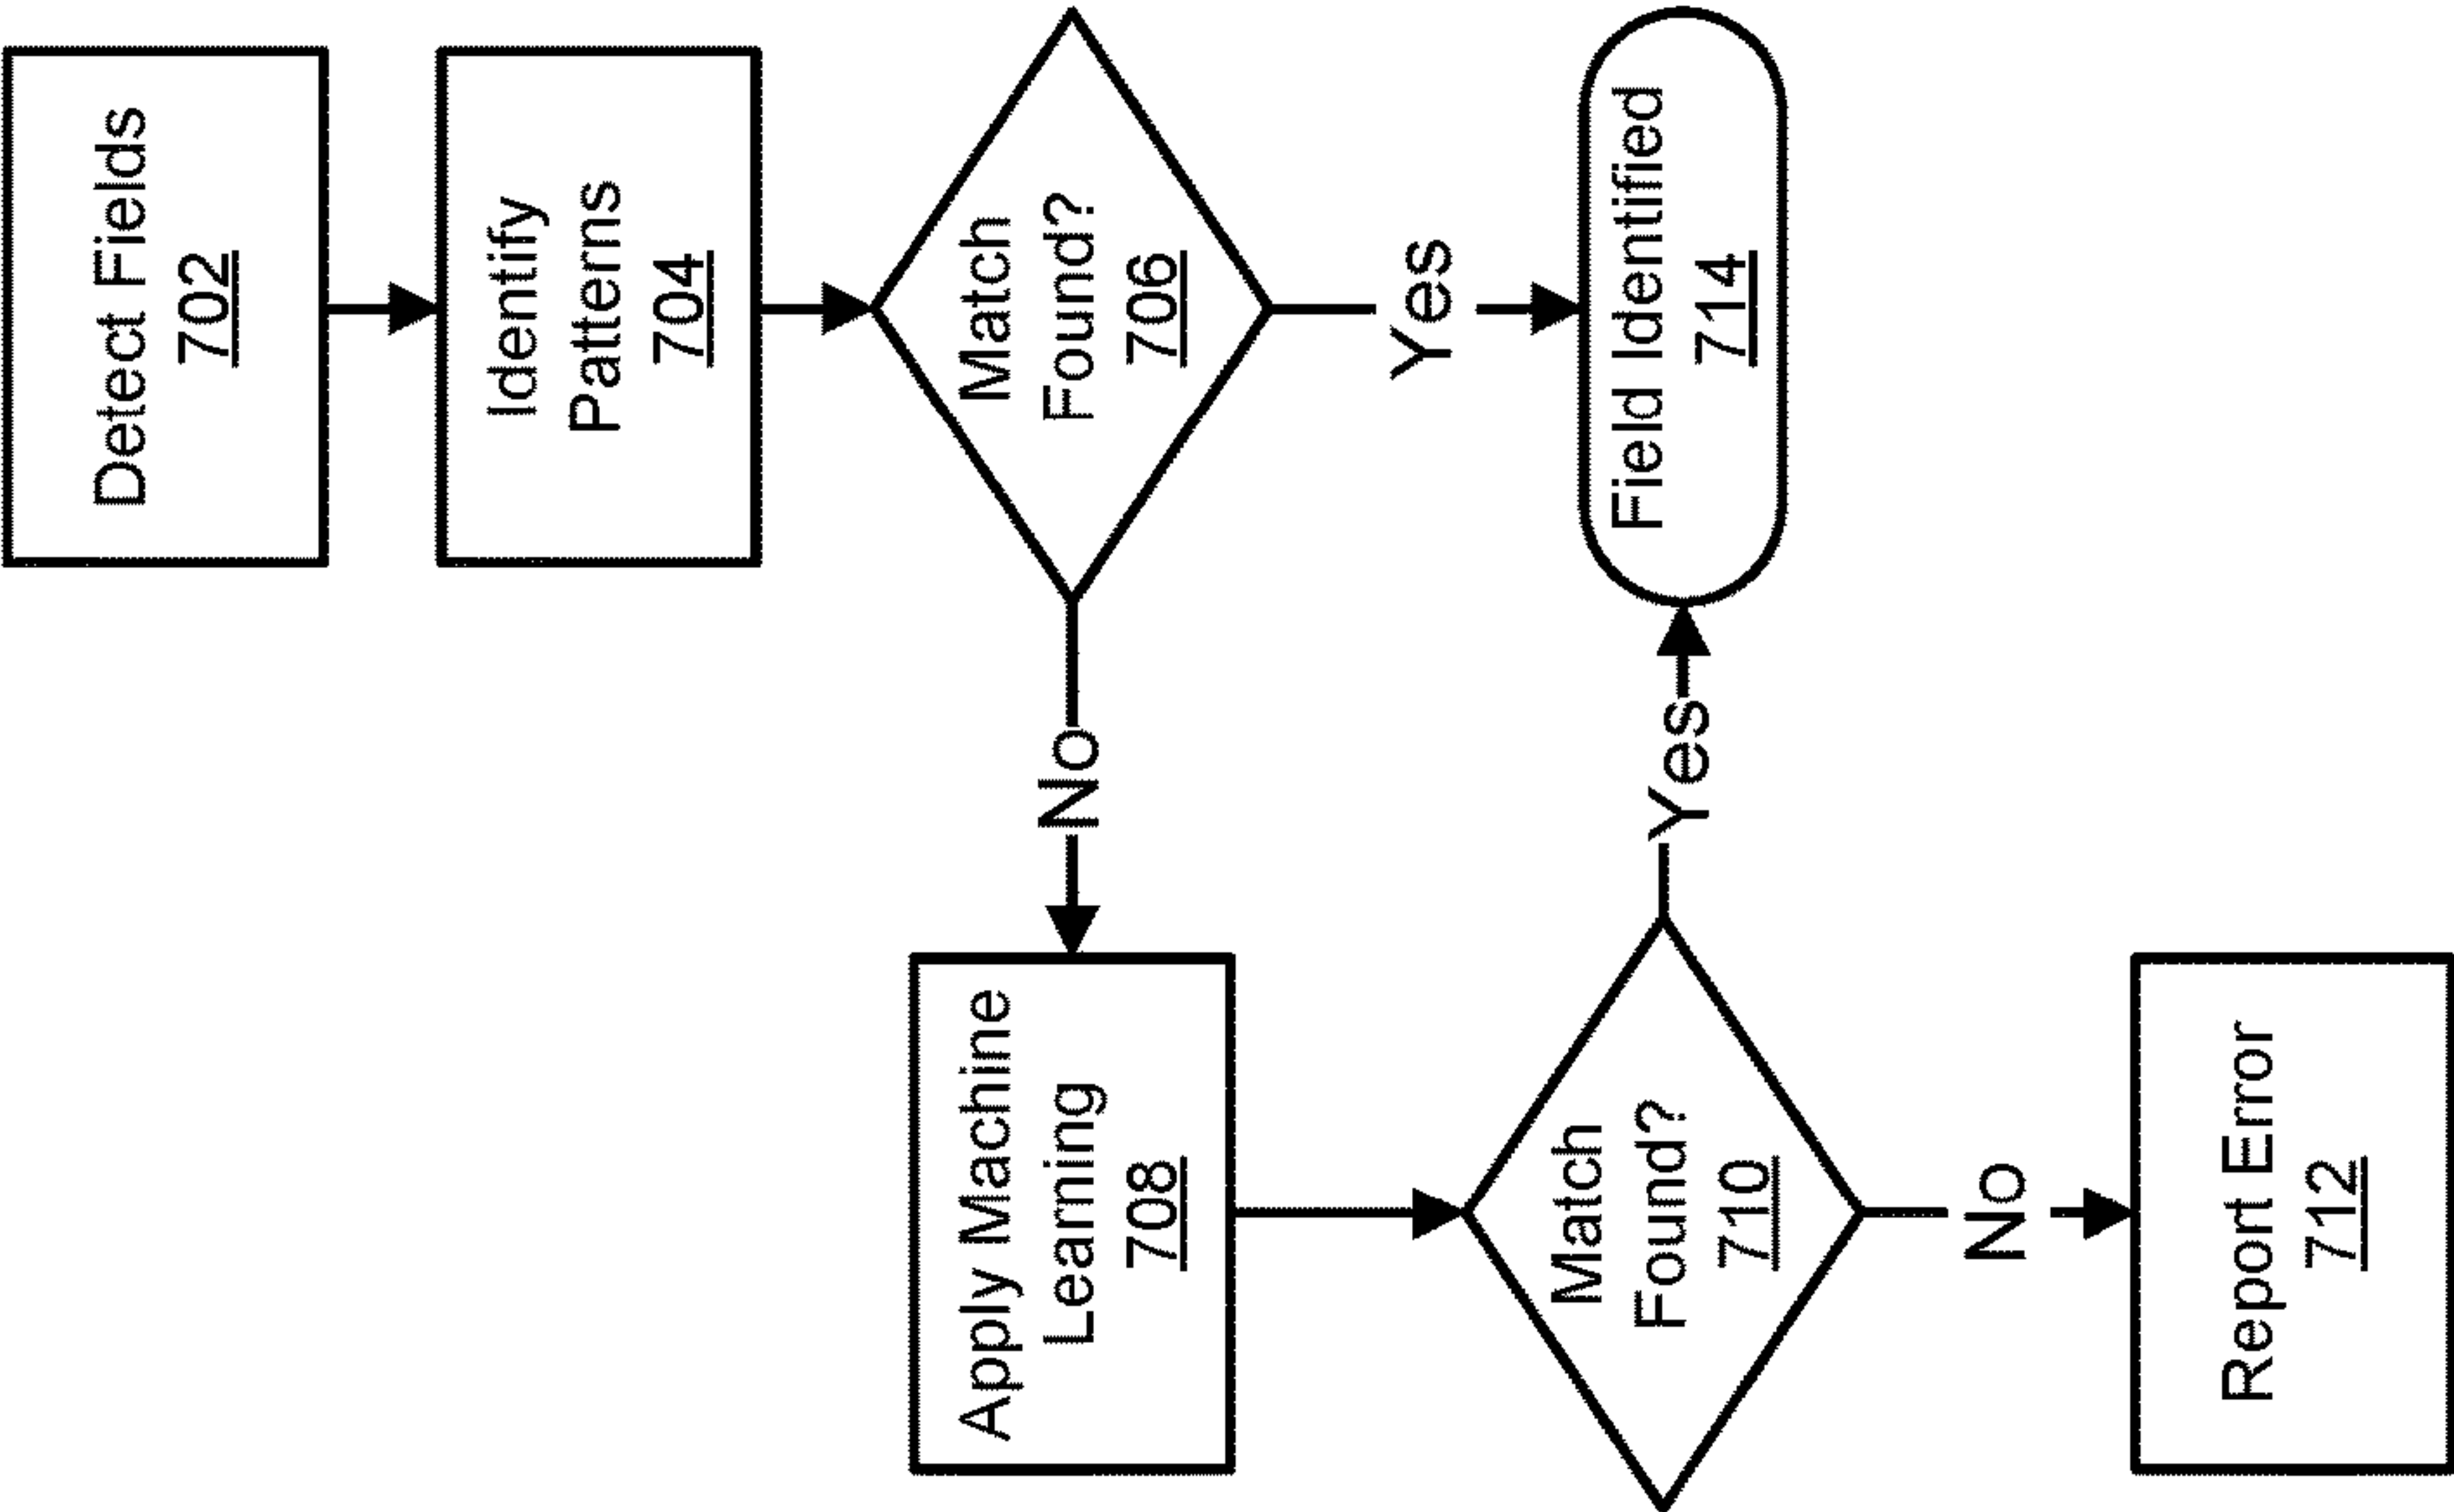 Detect Fields
702
Identify
Patterns
704
Match
Found?
706
No
Yes
Apply Machine
Learning
708
Match
Found?
710
Yes
Field Identified
714
No
Report Error
712